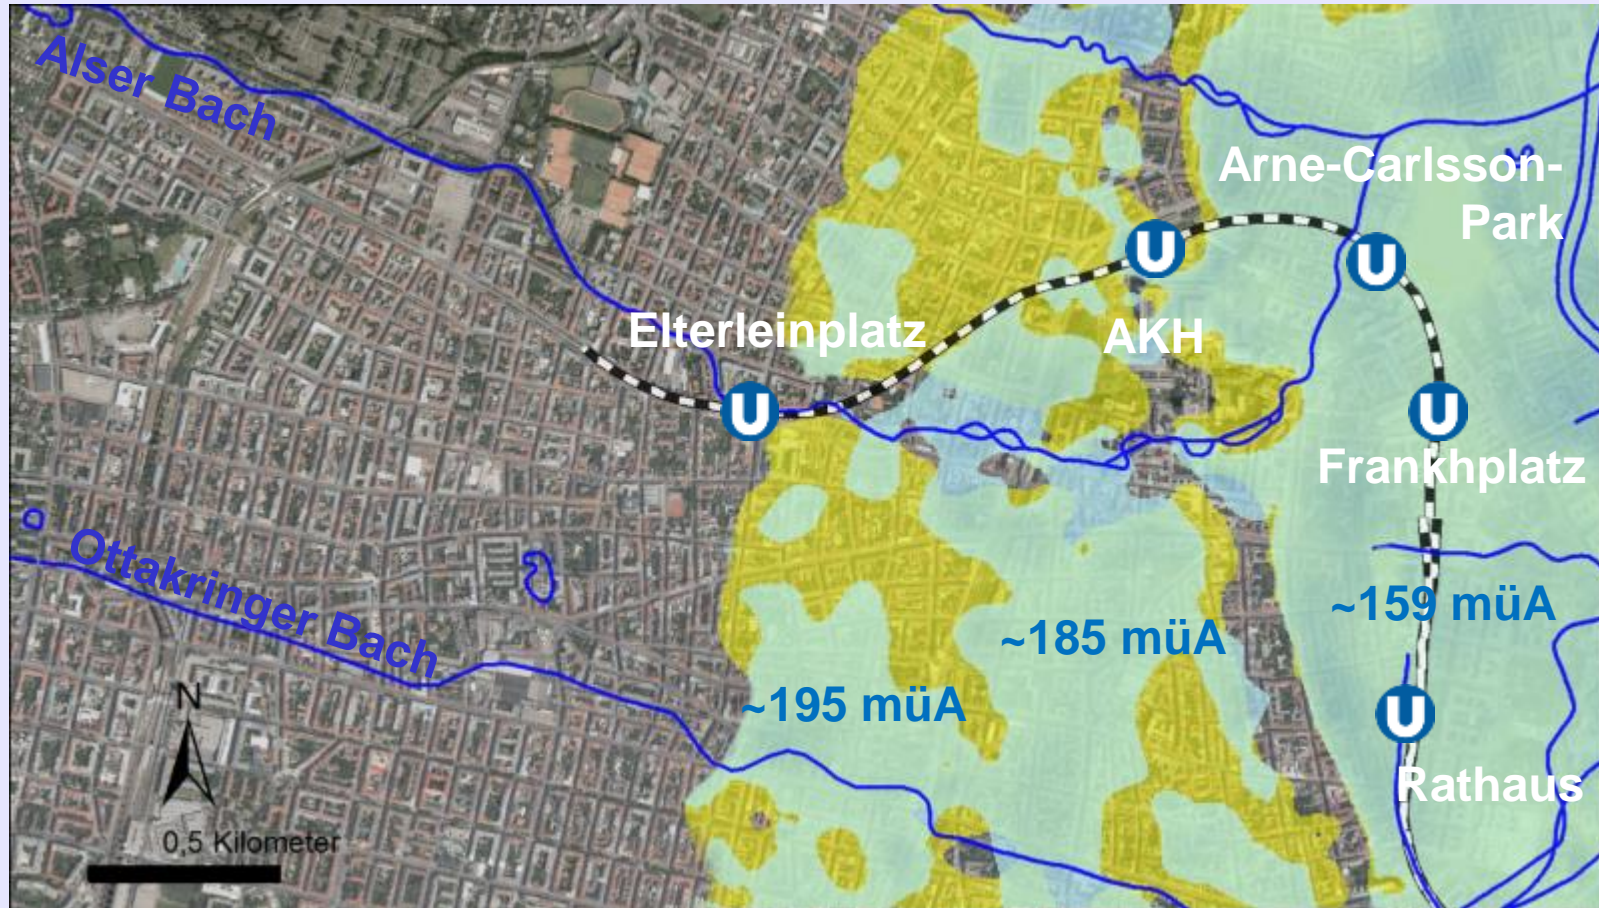 Alser Bach
Arne-Carlsson-
Park
U
U
Elterleinplatz
AKH
U
U
Frankhplatz
Ottakringer Bach
~159 müA
~185 müA
~195 müA
N
U
Rathaus
0,5 Kilometer